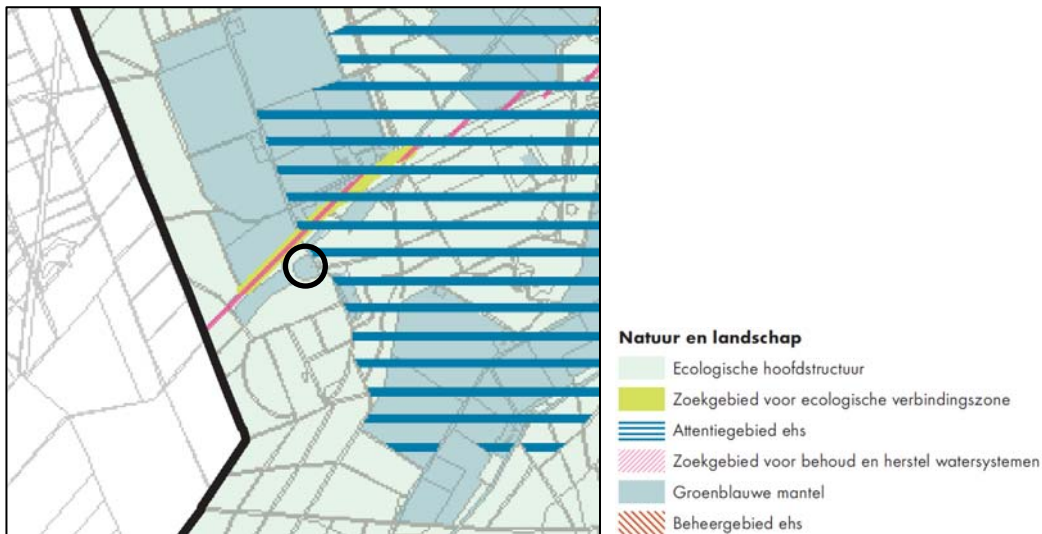 Natuur en landschap
Ecologische hoofdstructuur
Zoekgebied voor ecologische verbindingszone
Attentiegebied ehs
Zoekgebied voor behoud en herstel watersystemen
Groenblauwe mantel
Beheergebied ehs